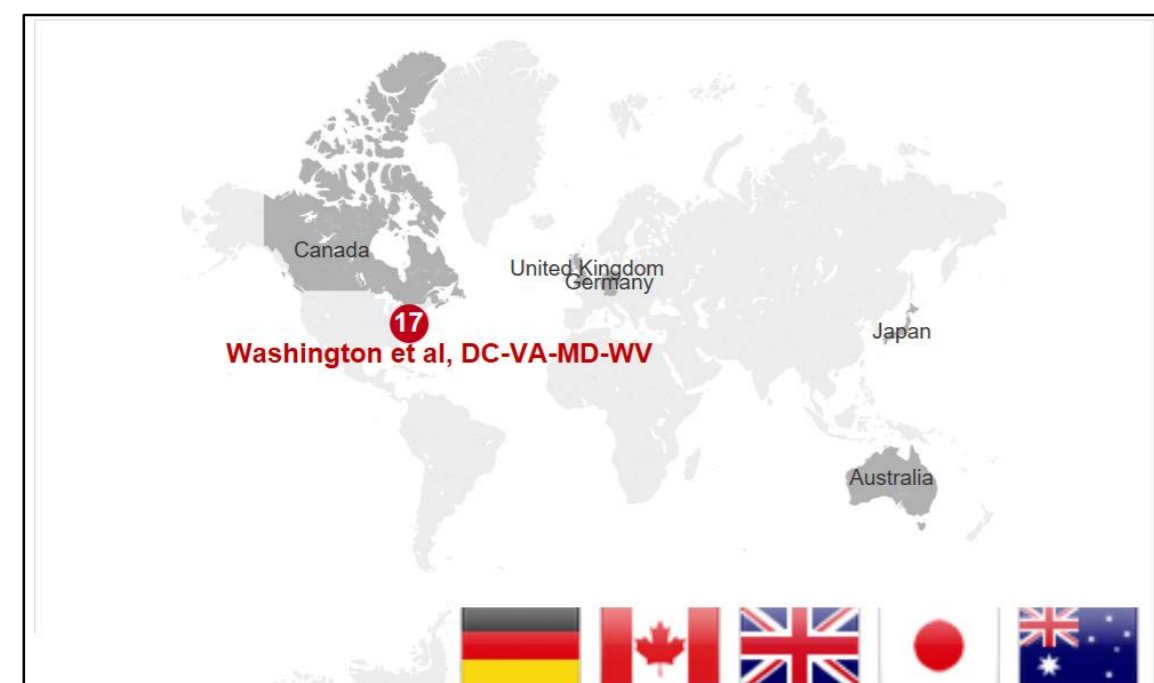 Canada
United Kingdom
Germany
17
Washington et al, DC-VA-MD-WV
Japan
Australia